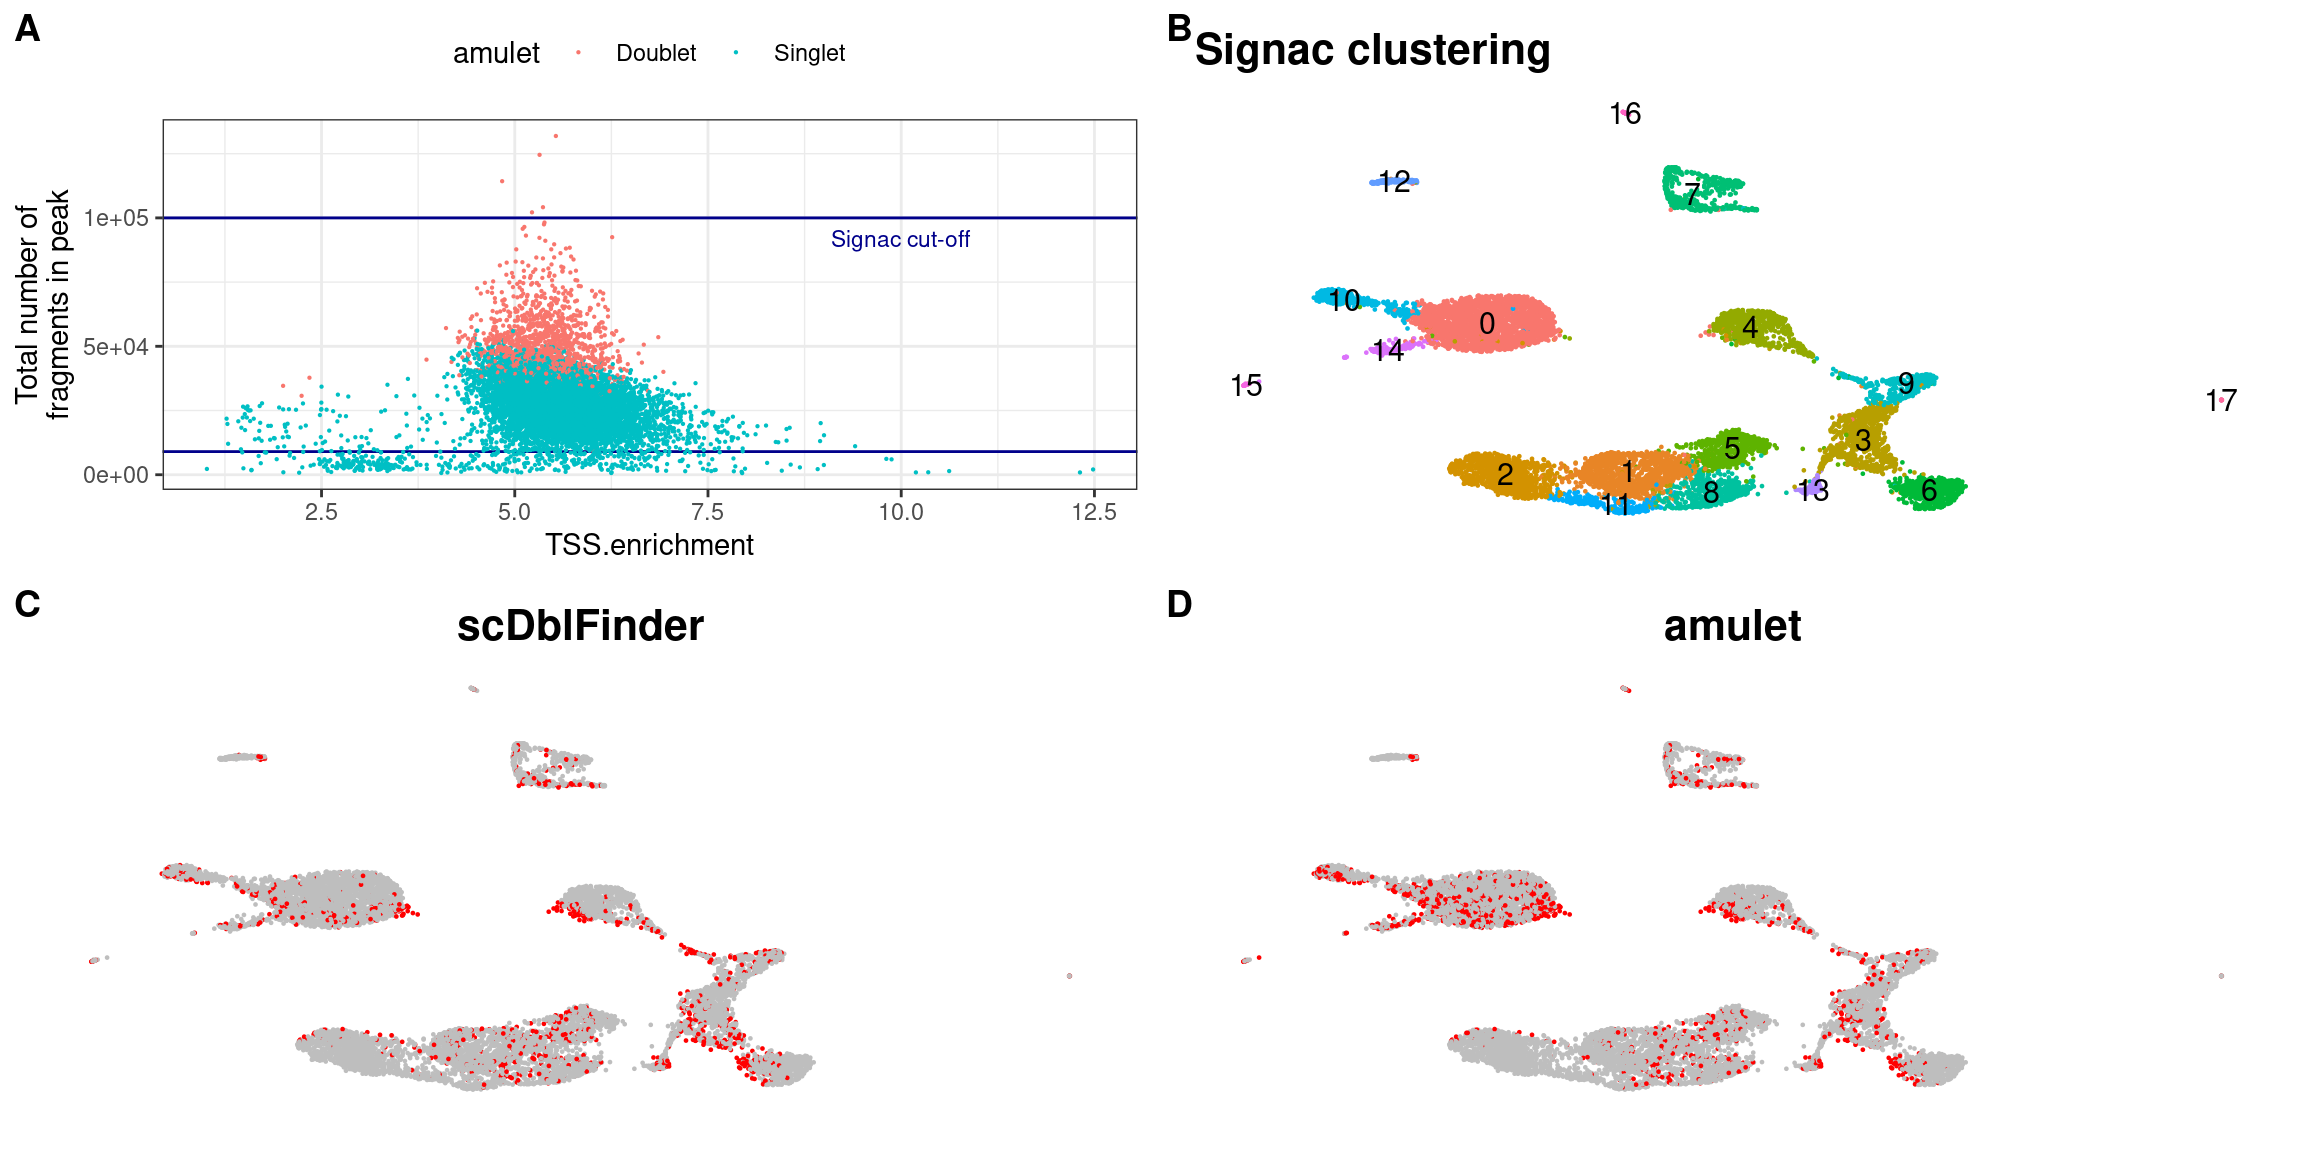 A
amulet Doublet Singlet
Total number of
fragments in peak
1e+05
5e+04
0e+00
Signac cut-off
2.5 5.0 7.5 10.0 12.5
TSS.enrichment
B
Signac clustering
16
12
7
10
0
4
14
15
9
17
3
5
2
1
8
6
13
11
C
scDblFinder
D
amulet